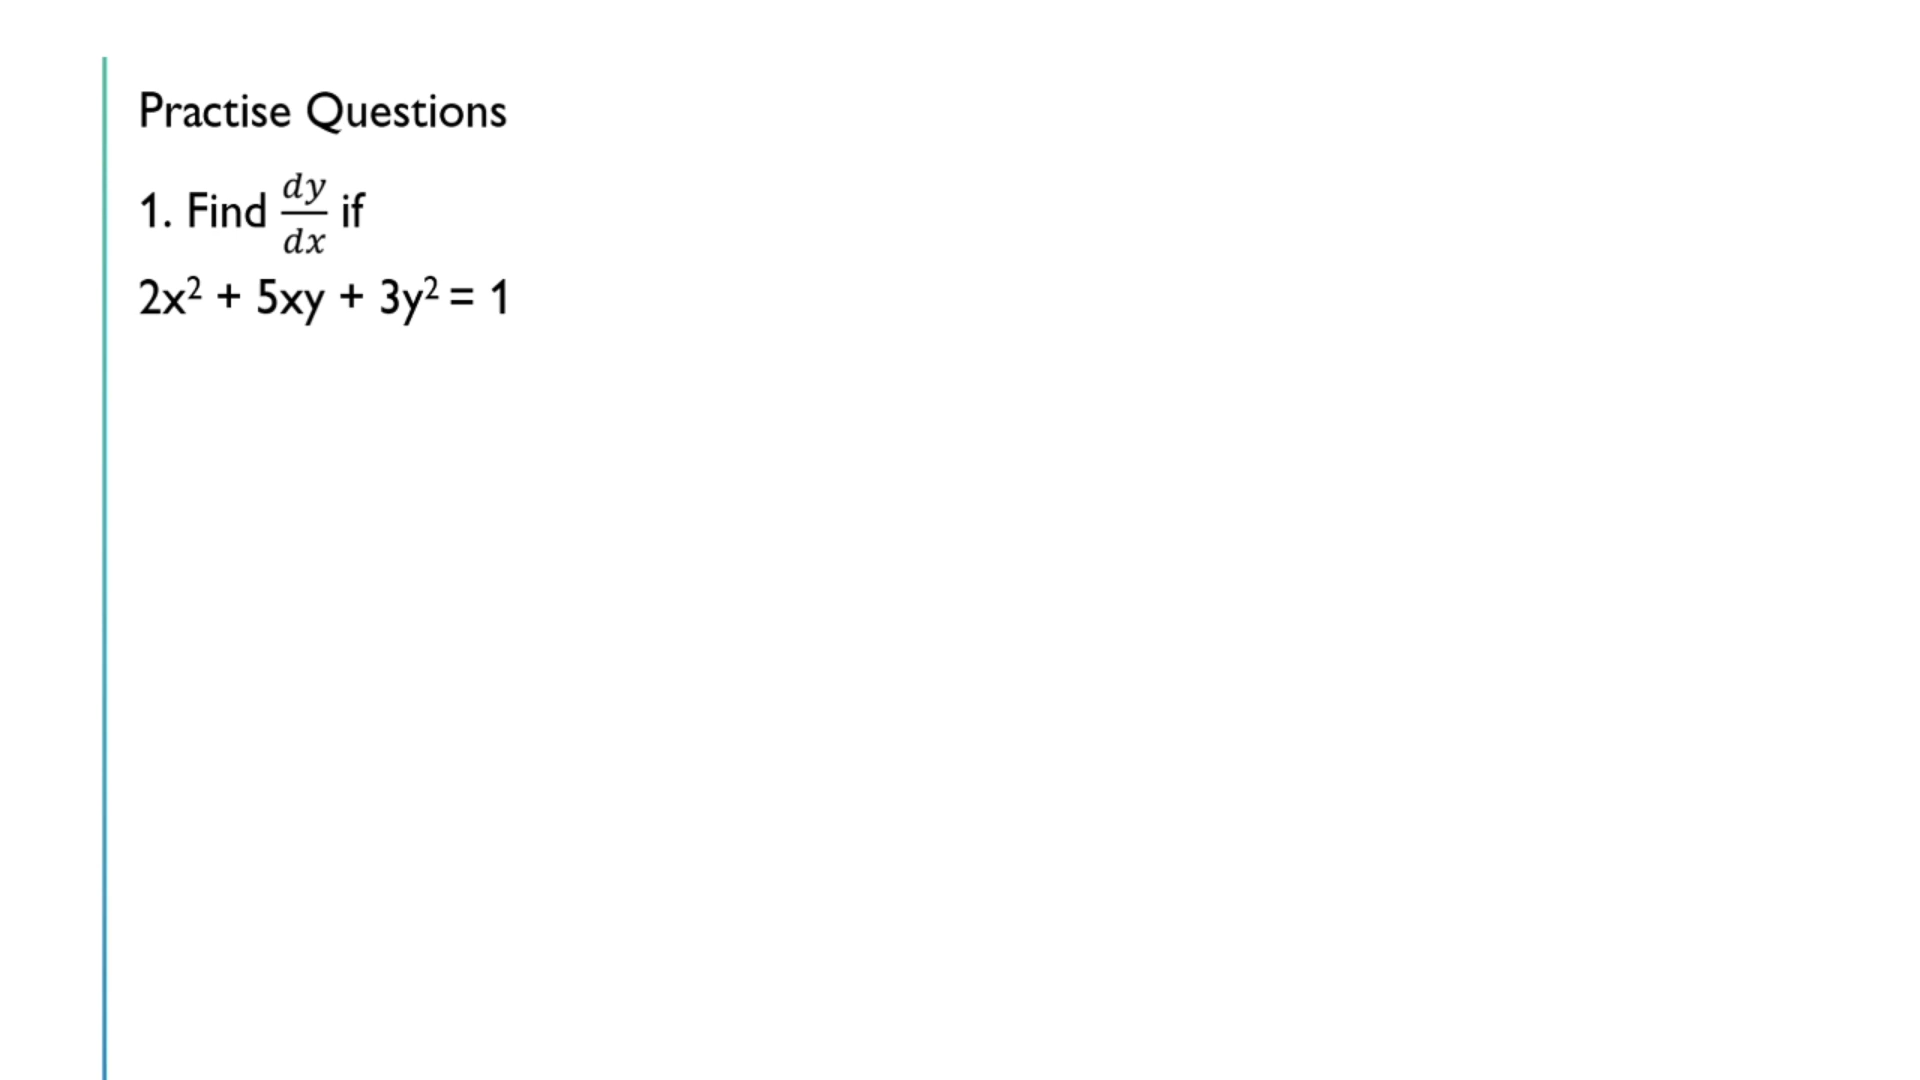 Practise Questions
1. Find dy/dx if
2x² + 5xy + 3y² = 1